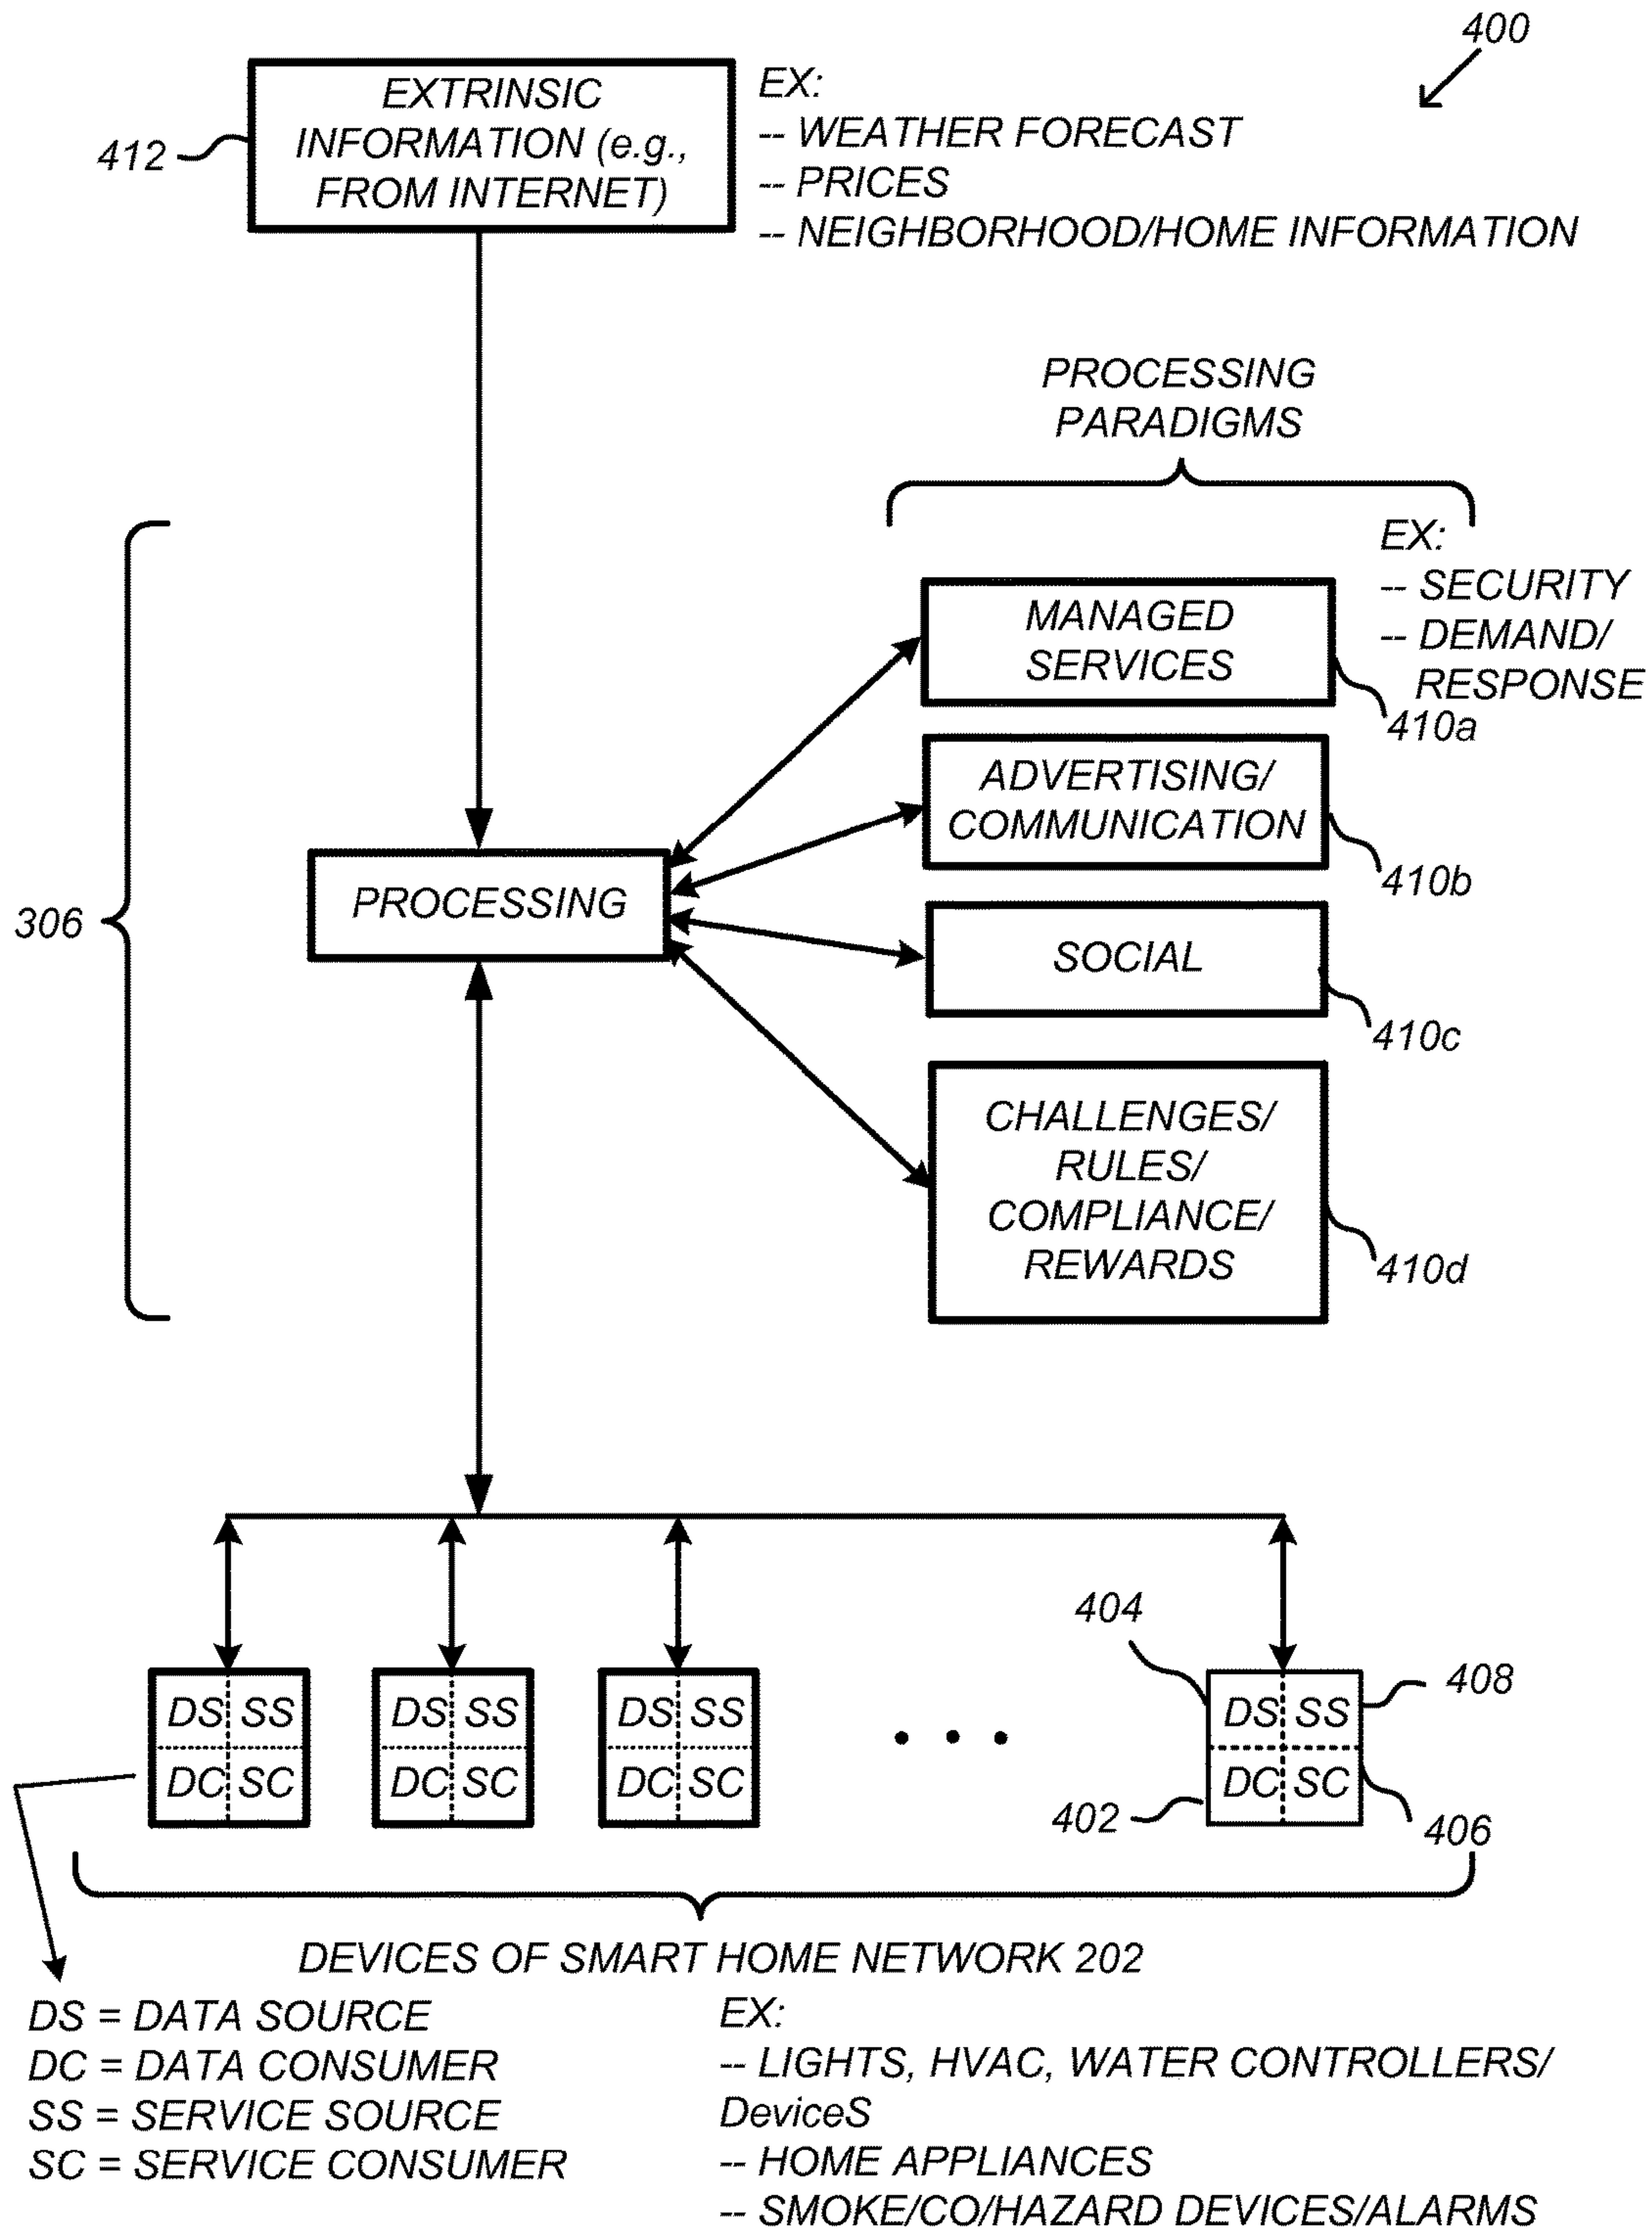 400
EXTRINSIC
INFORMATION (e.g.,
FROM INTERNET)
412
EX:
-- WEATHER FORECAST
-- PRICES
-- NEIGHBORHOOD/HOME INFORMATION
PROCESSING
PARADIGMS
EX:
-- SECURITY
-- DEMAND/
RESPONSE
MANAGED
SERVICES
410a
ADVERTISING/
COMMUNICATION
410b
306
PROCESSING
SOCIAL
410c
CHALLENGES/
RULES/
COMPLIANCE/
REWARDS
410d
404
408
DS SS
DC SC
DS SS
DC SC
DS SS
DC SC
. . .
DS SS
DC SC
402
406
DEVICES OF SMART HOME NETWORK 202
DS = DATA SOURCE
DC = DATA CONSUMER
SS = SERVICE SOURCE
SC = SERVICE CONSUMER
EX:
-- LIGHTS, HVAC, WATER CONTROLLERS/
DeviceS
-- HOME APPLIANCES
-- SMOKE/CO/HAZARD DEVICES/ALARMS